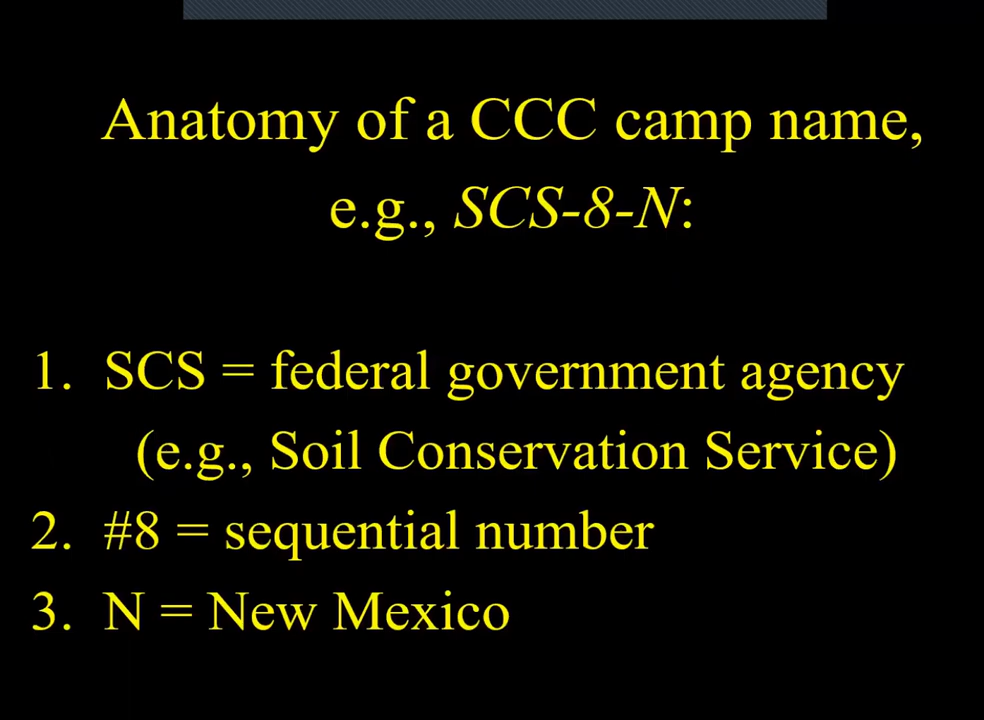 Anatomy of a CCC camp name,
e.g., SCS-8-N:
1. SCS = federal government agency
(e.g., Soil Conservation Service)
2. #8 = sequential number
3. N = New Mexico